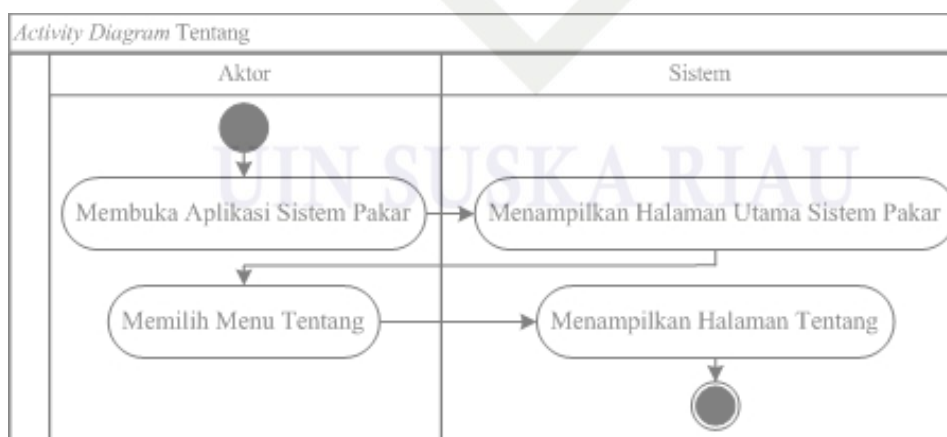 Activity Diagram Tentang
Aktor
Sistem
UIN SUSKA RIAU
Membuka Aplikasi Sistem Pakar
Menampilkan Halaman Utama Sistem Pakar
Memilih Menu Tentang
Menampilkan Halaman Tentang